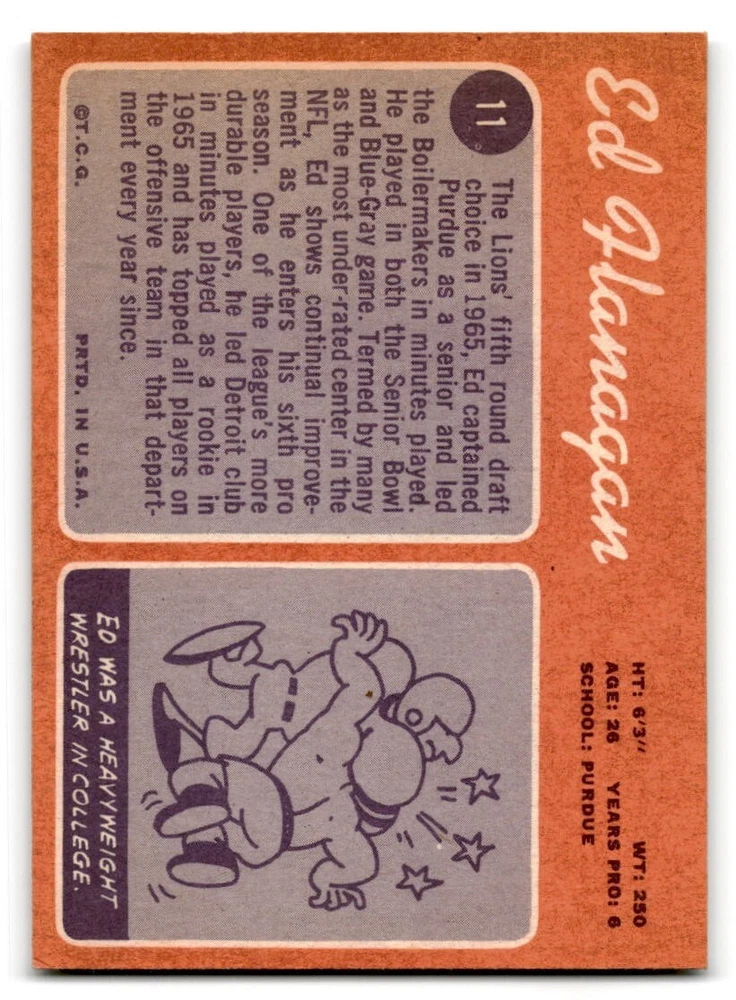 Ed Flanagan
HT: 6'3" WT: 250
AGE: 26 YEARS PRO: 6
SCHOOL: PURDUE
11
The Lions' fifth round draft
choice in 1965, Ed captained
Purdue as a senior and led
the Boilermakers in minutes played.
He played in both the Senior Bowl
and Blue-Gray game. Termed by many
as the most under-rated center in the
NFL, Ed shows continual improve-
ment as he enters his sixth pro
season. One of the league's more
durable players, he led Detroit club
in minutes played as a rookie in
1965 and has topped all players on
the offensive team in that depart-
ment every year since.
©T.C.G. PRTD. IN U.S.A.
ED WAS A HEAVYWEIGHT
WRESTLER IN COLLEGE.